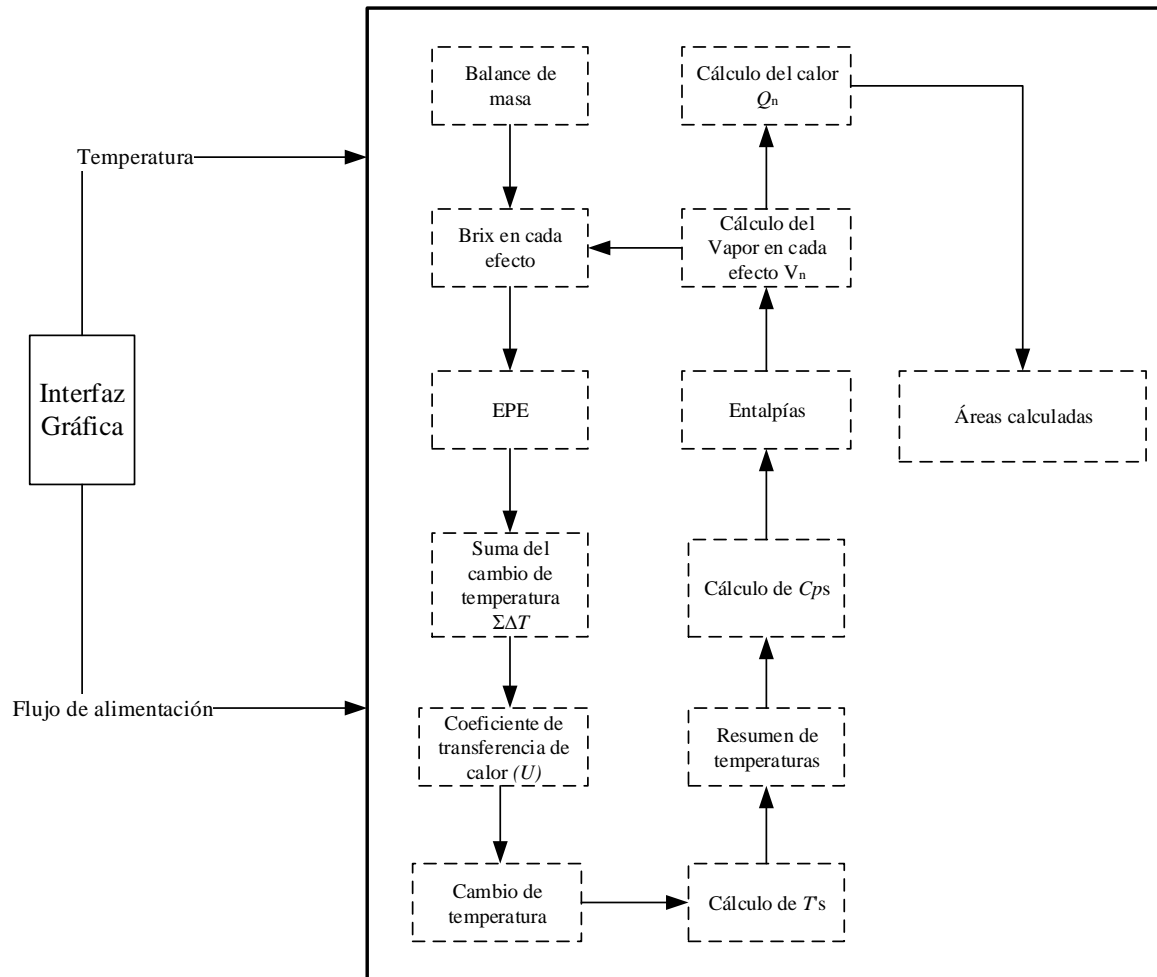 Temperatura
Interfaz
Gráfica
Flujo de alimentación
Balance de
masa
Brix en cada
efecto
EPE
Suma del
cambio de
temperatura
ΣΔT
Coeficiente de
transferencia de
calor (U)
Cambio de
temperatura
Cálculo de T's
Resumen de
temperaturas
Cálculo de Cps
Entalpías
Cálculo del
Vapor en cada
efecto Vn
Cálculo del calor
Qn
Áreas calculadas